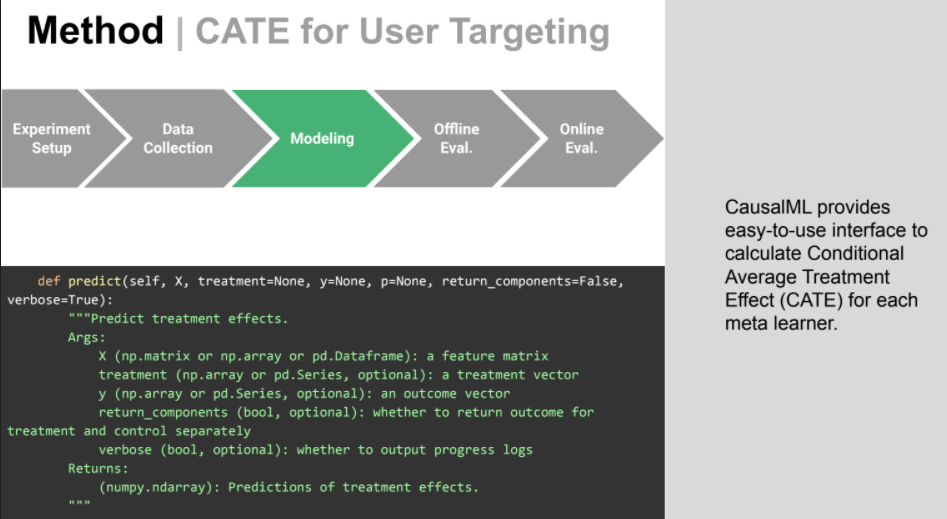 Method | CATE for User Targeting
Experiment
Setup
Data
Collection
Modeling
Offline
Eval.
Online
Eval.
CausalML provides
easy-to-use interface to
calculate Conditional
Average Treatment
Effect (CATE) for each
meta learner.
def predict(self, X, treatment=None, y=None, p=None, return_components=False,
verbose=True):
"""Predict treatment effects.
Args:
X (np.matrix or np.array or pd.Dataframe): a feature matrix
treatment (np.array or pd.Series, optional): a treatment vector
y (np.array or pd.Series, optional): an outcome vector
return_components (bool, optional): whether to return outcome for
treatment and control separately
verbose (bool, optional): whether to output progress logs
Returns:
(numpy.ndarray): Predictions of treatment effects.
"""